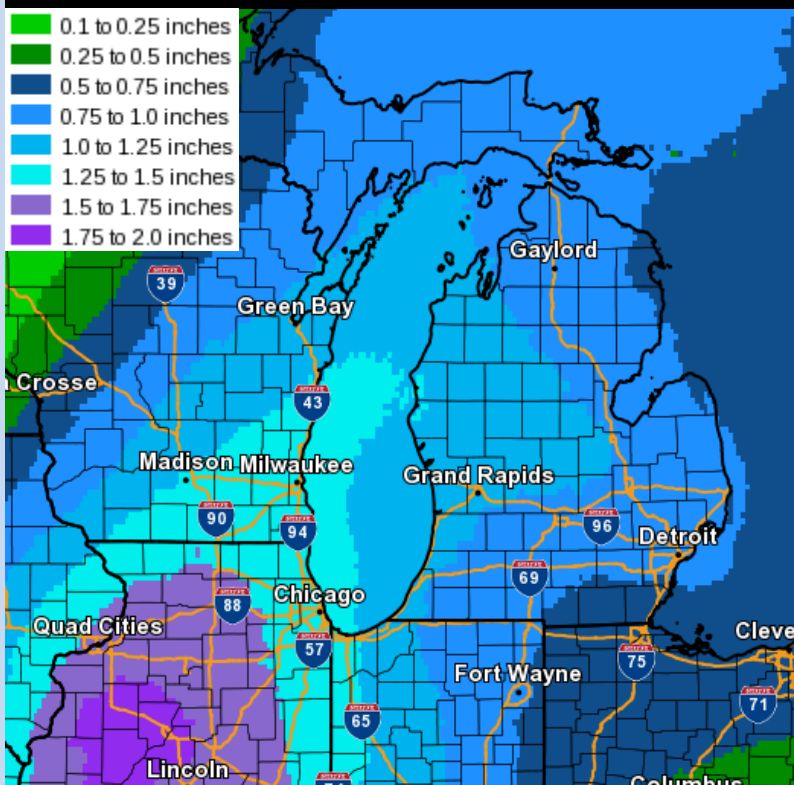 0.1 to 0.25 inches
0.25 to 0.5 inches
0.5 to 0.75 inches
0.75 to 1.0 inches
1.0 to 1.25 inches
1.25 to 1.5 inches
1.5 to 1.75 inches
1.75 to 2.0 inches
Gaylord
39
Green Bay
Crosse
43
Madison Milwaukee
Grand Rapids
90
94
96
Detroit
69
Chicago
88
Quad Cities
57
Cleve
75
Fort Wayne
65
71
Lincoln
Columbus